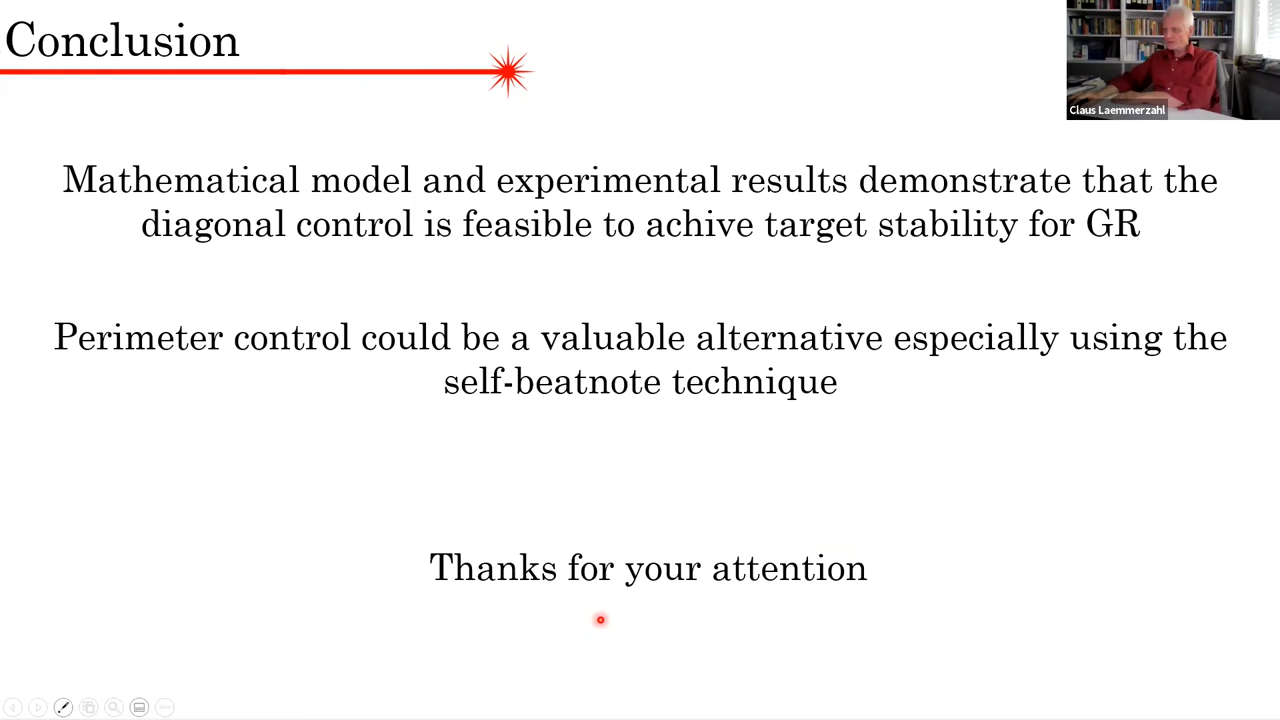 Conclusion
Claus Laemmerzahl
Mathematical model and experimental results demonstrate that the
diagonal control is feasible to achive target stability for GR
Perimeter control could be a valuable alternative especially using the
self-beatnote technique
Thanks for your attention